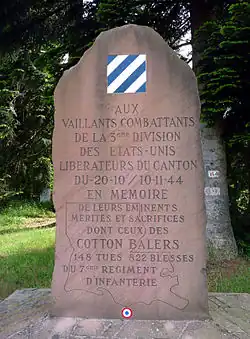 AUX
VAILLANTS COMBATTANTS
DE LA 3ème DIVISION
DES ETATS-UNIS
LIBERATEURS DU CANTON
DU-20-10/10-11-44
EN MEMOIRE
DE LEURS EMINENTS
MERITES ET SACRIFICES
DONT CEUX DES
COTTON BALERS
148 TUES 822 BLESSES
DU 7ème REGIMENT
D'INFANTERIE